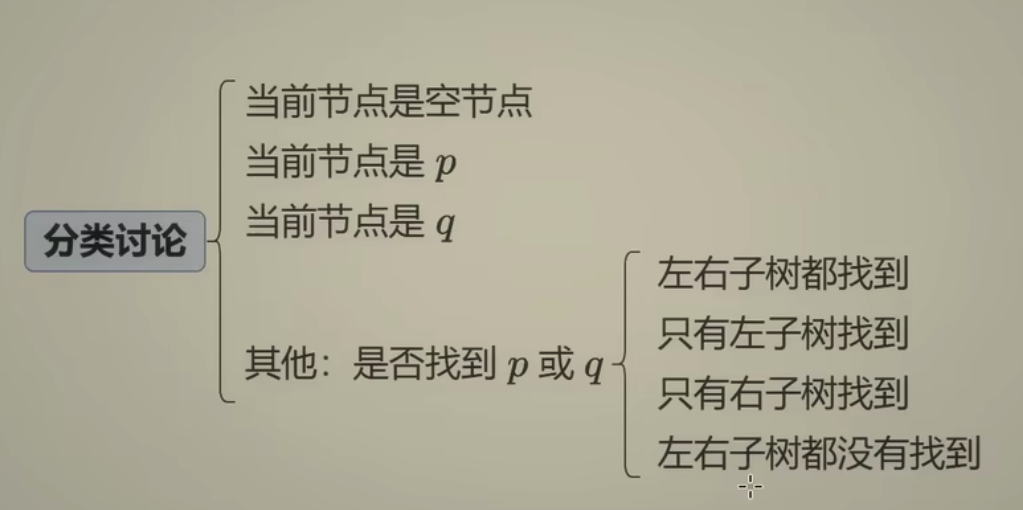 分类讨论
当前节点是空节点
当前节点是 p
当前节点是 q
其他：是否找到 p 或 q
左右子树都找到
只有左子树找到
只有右子树找到
左右子树都没有找到